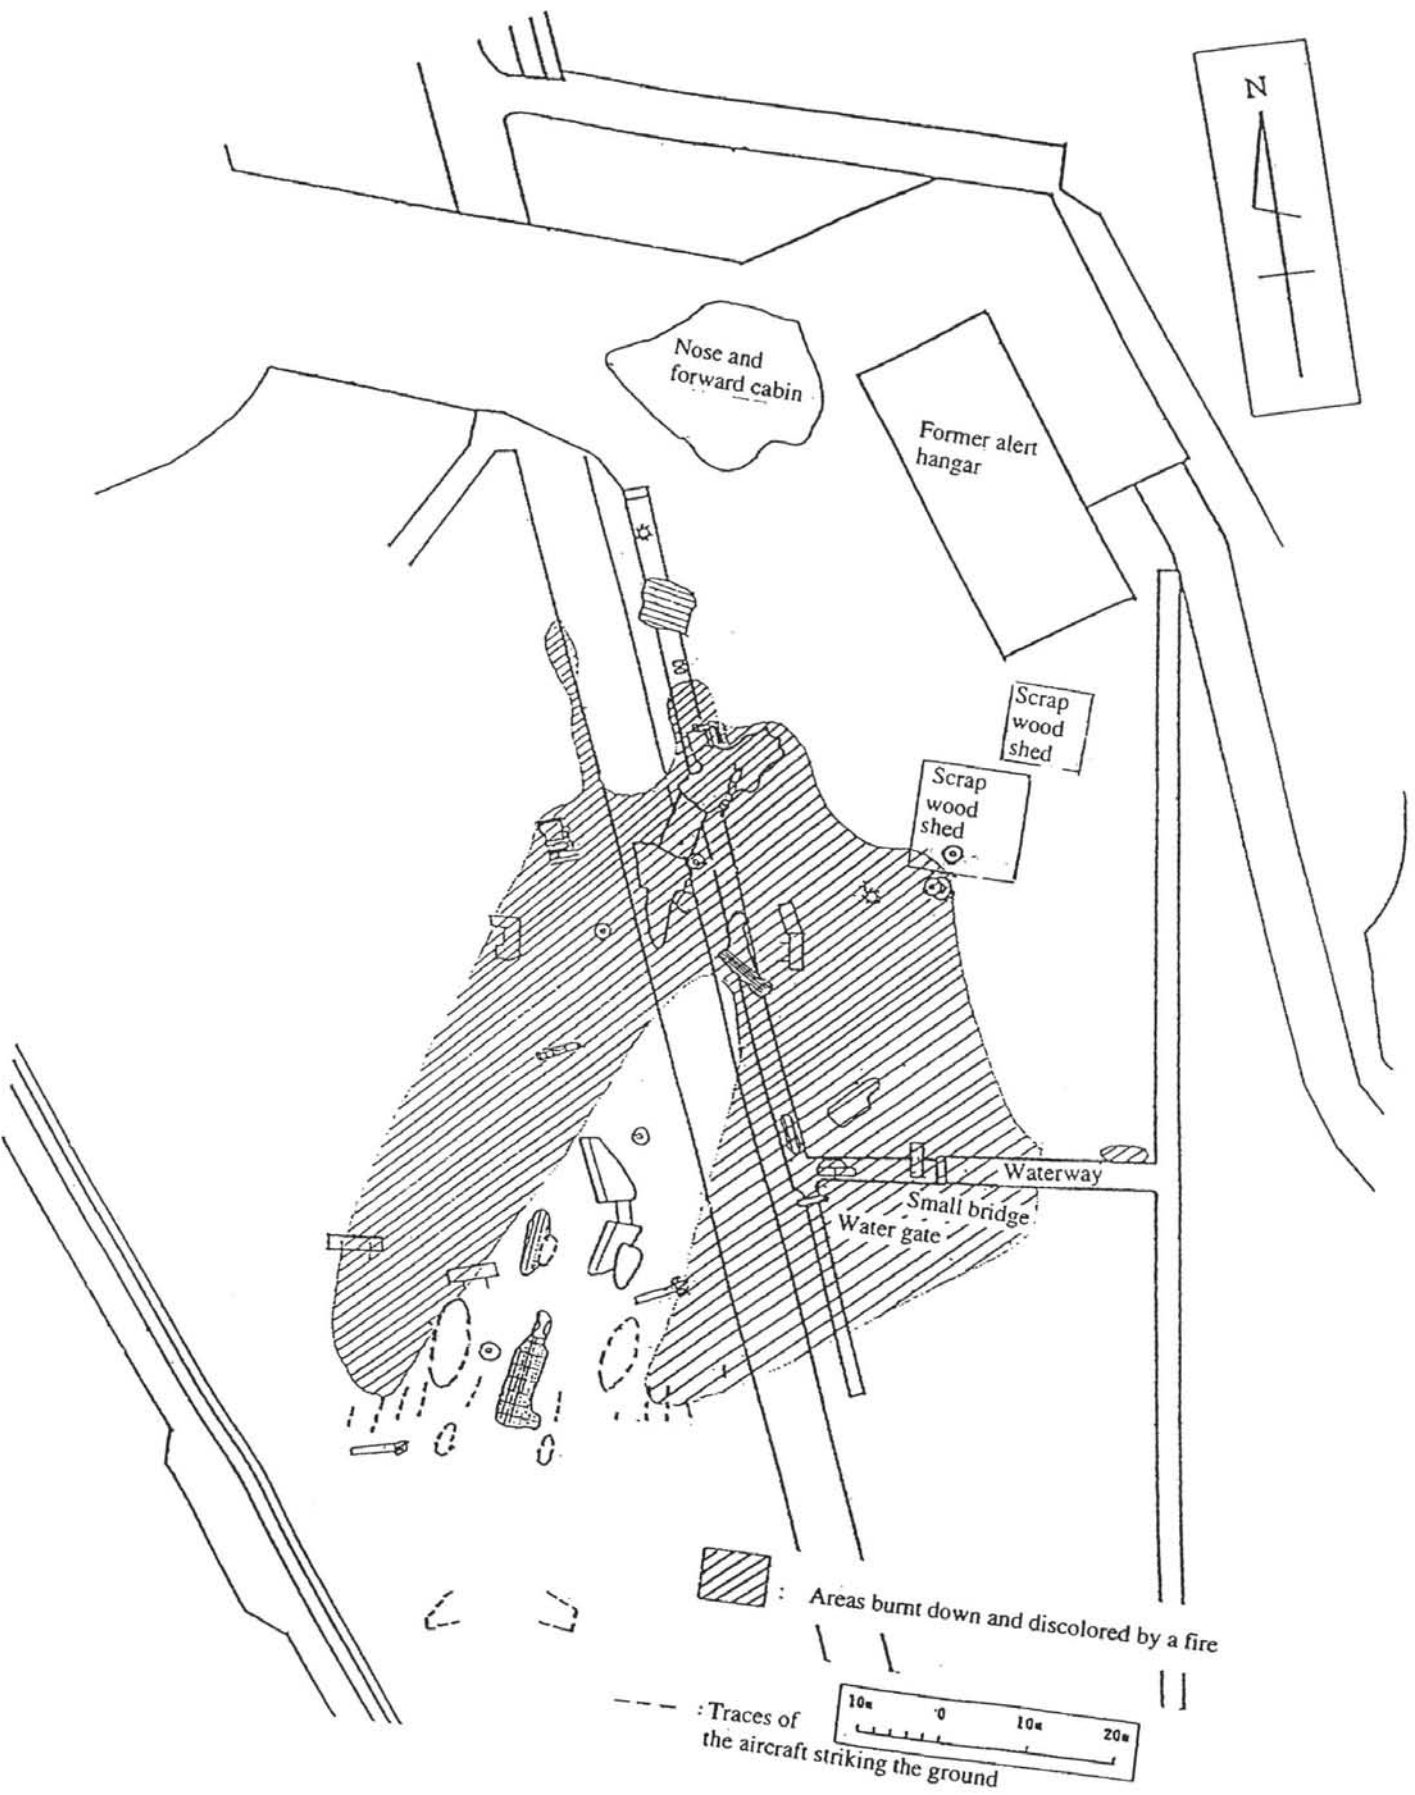 N
Nose and
forward cabin
Former alert
hangar
Scrap
wood
shed
Scrap
wood
shed
Waterway
Small bridge
Water gate
: Areas burnt down and discolored by a fire
: Traces of
the aircraft striking the ground
10m 0 10m 20m